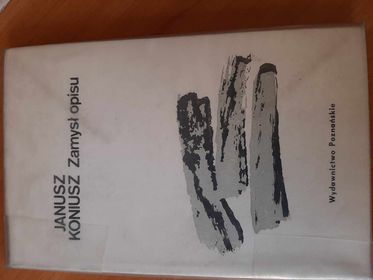 JANUSZ
KONIUSZ Zamysł opisu
Wydawnictwo Poznańskie